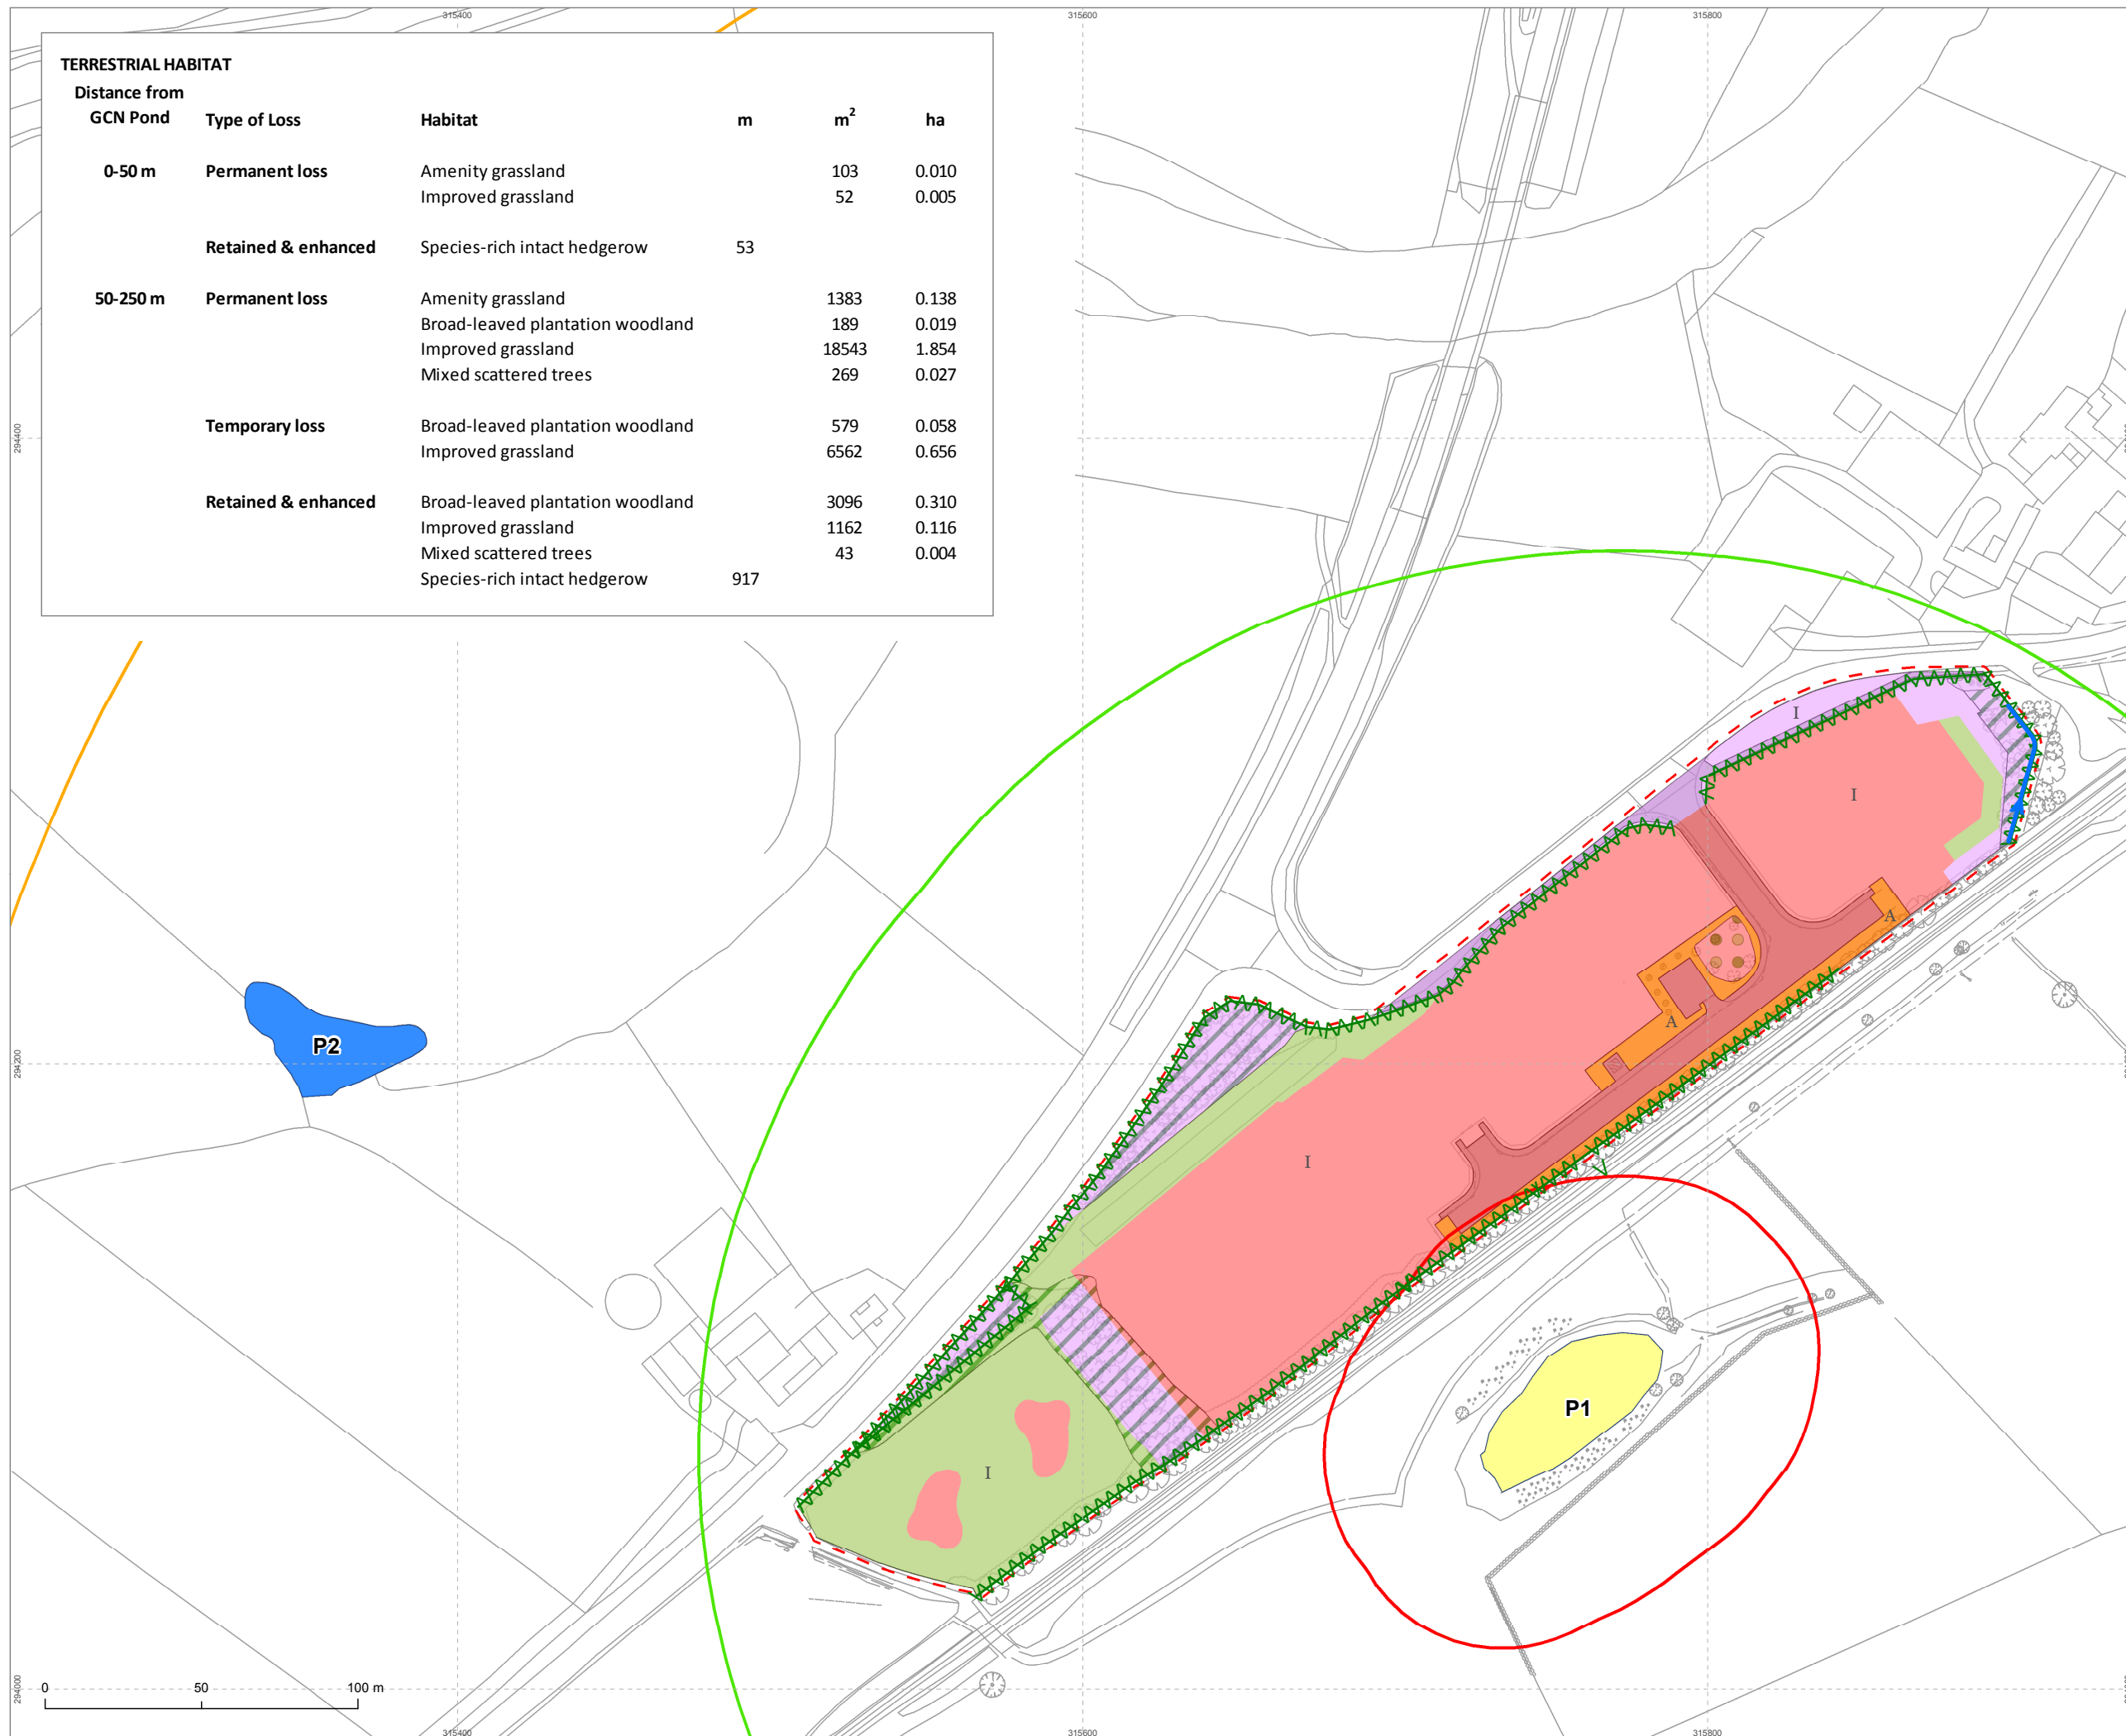 315400 315600 315800
TERRESTRIAL HABITAT
Distance from
GCN Pond Type of Loss Habitat m m² ha
0-50 m Permanent loss Amenity grassland 103 0.010
Improved grassland 52 0.005
Retained & enhanced Species-rich intact hedgerow 53
50-250 m Permanent loss Amenity grassland 1383 0.138
Broad-leaved plantation woodland 189 0.019
Improved grassland 18543 1.854
Mixed scattered trees 269 0.027
Temporary loss Broad-leaved plantation woodland 579 0.058
Improved grassland 6562 0.656
Retained & enhanced Broad-leaved plantation woodland 3096 0.310
Improved grassland 1162 0.116
Mixed scattered trees 43 0.004
Species-rich intact hedgerow 917
294400
I
I
A
A
294200
P2
I
P1
I
294000
0 50 100 m
315400 315600 315800